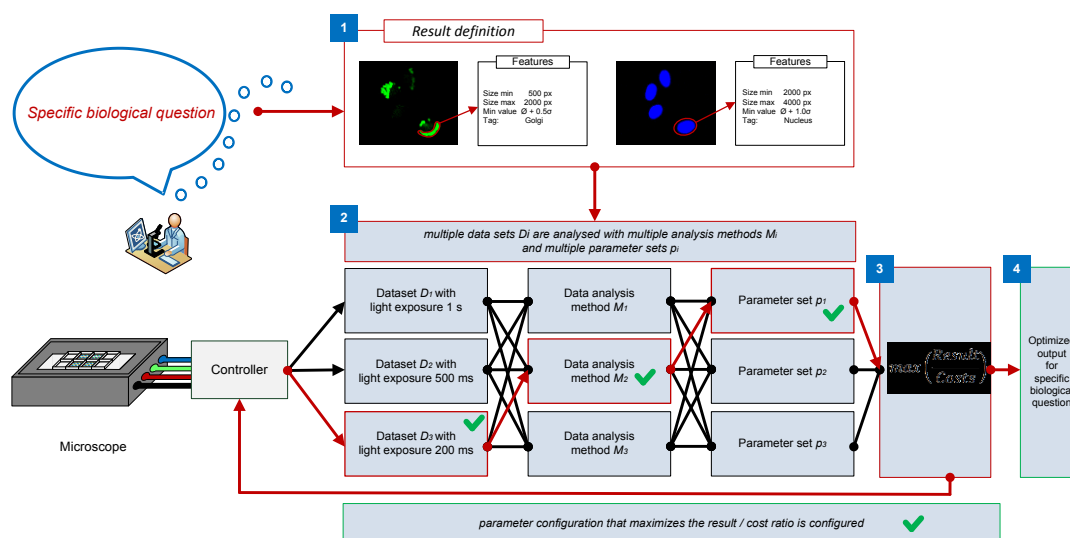 1
Result definition
Specific biological question
Features
Size min 500 px
Size max 2000 px
Min value Ø + 0.5σ
Tag: Golgi
Features
Size min 2000 px
Size max 4000 px
Min value Ø + 1.0σ
Tag: Nucleus
2
multiple data sets Di are analysed with multiple analysis methods Mi
and multiple parameter sets pi
3
4
Dataset D1 with
light exposure 1 s
Data analysis
method M1
Parameter set p1
Microscope
Controller
Dataset D2 with
light exposure 500 ms
Data analysis
method M2
Parameter set p2
Dataset D3 with
light exposure 200 ms
Data analysis
method M3
Parameter set p3
max(Result
Costs)
Optimized
output
for
specific
biological
question
parameter configuration that maximizes the result / cost ratio is configured